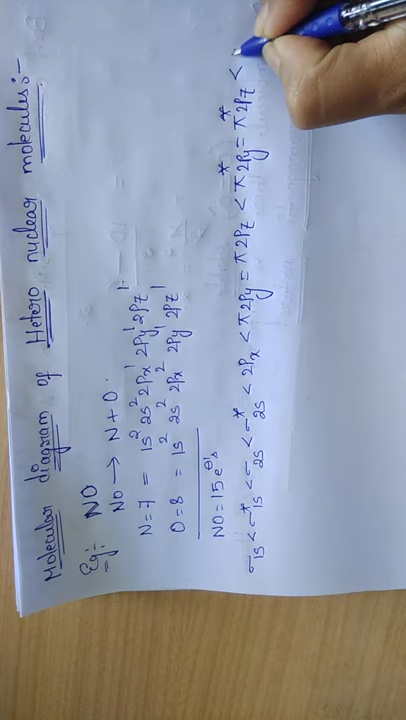 Molecular diagram of Hetero nuclear molecules:-
Eg:- NO
NO → N + O.
N=7 = 1s² 2s² 2Px¹ 2Py¹ 2Pz¹
O=8 = 1s² 2s² 2Px² 2Py¹ 2Pz¹
NO = 15 e⊖'s
σ1s < σ*1s < σ2s < σ*2s < 2Px < π2Py = π2Pz < π*2Py = π*2Pz <